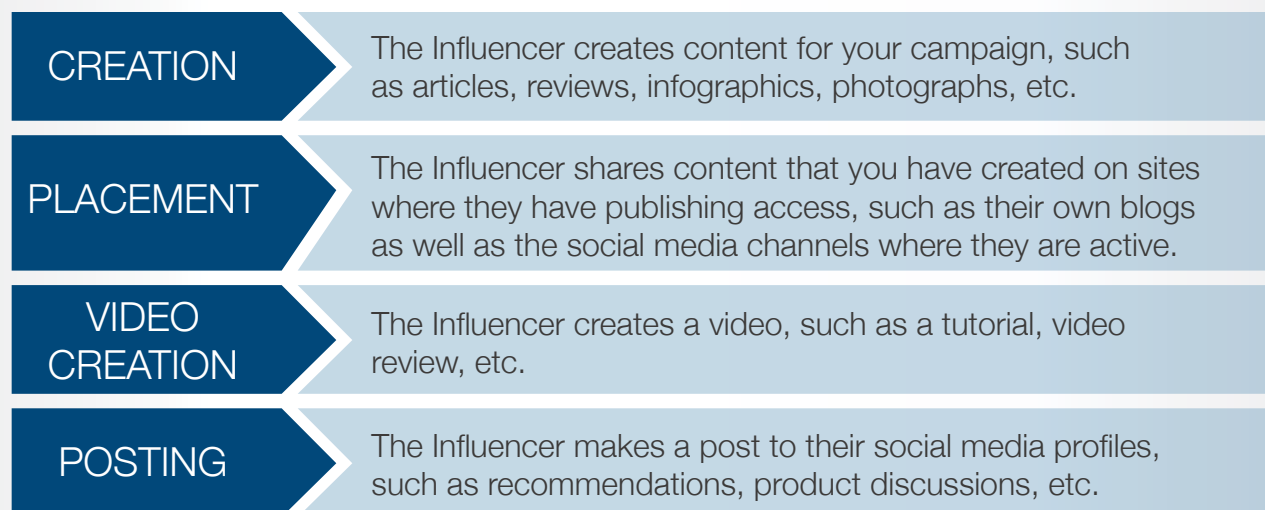 CREATION
The Influencer creates content for your campaign, such
as articles, reviews, infographics, photographs, etc.
PLACEMENT
The Influencer shares content that you have created on sites
where they have publishing access, such as their own blogs
as well as the social media channels where they are active.
VIDEO
CREATION
The Influencer creates a video, such as a tutorial, video
review, etc.
POSTING
The Influencer makes a post to their social media profiles,
such as recommendations, product discussions, etc.